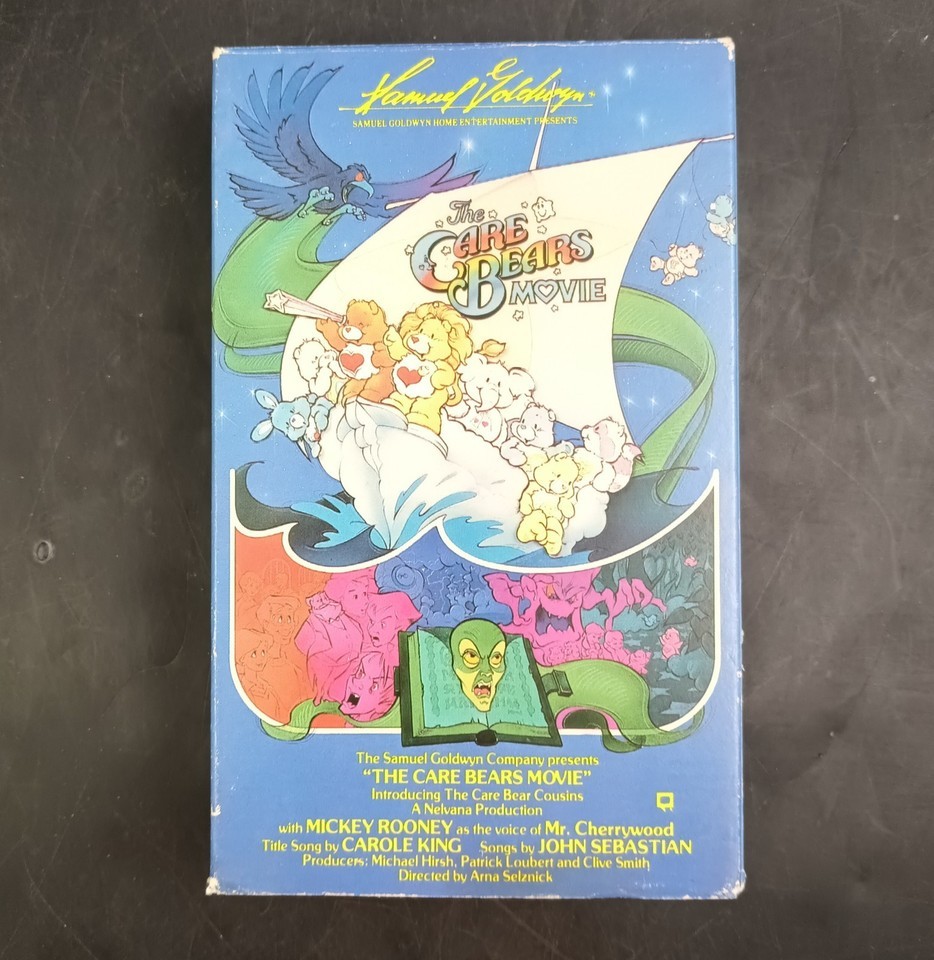 Samuel Goldwyn
SAMUEL GOLDWYN HOME ENTERTAINMENT PRESENTS
The
CARE
BEARS
MOVIE
The Samuel Goldwyn Company presents
“THE CARE BEARS MOVIE”
Introducing The Care Bear Cousins
A Nelvana Production
with MICKEY ROONEY as the voice of Mr. Cherrywood
Title Song by CAROLE KING Songs by JOHN SEBASTIAN
Producers: Michael Hirsh, Patrick Loubert and Clive Smith
Directed by Arna Selznick